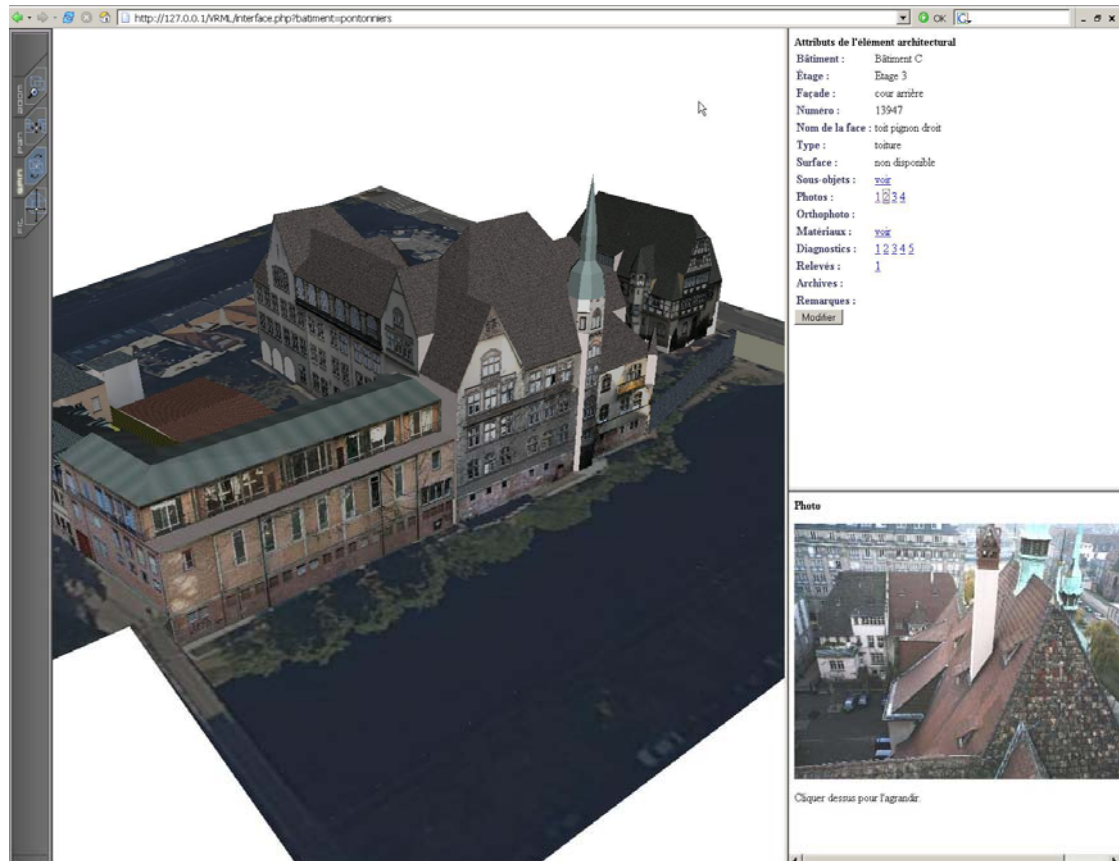 http://127.0.0.1/VRML/interface.php?batiment=pontonniers
OK
ZOOM
PAN
SPIN
Attributs de l'élément architectural
Bâtiment : Bâtiment C
Étage : Etage 3
Façade : cour arrière
Numéro : 13947
Nom de la face : toit pignon droit
Type : toiture
Surface : non disponible
Sous-objets : voir
Photos : 1 2 3 4
Orthophoto :
Matériaux : voir
Diagnostics : 1 2 3 4 5
Relevés : 1
Archives :
Remarques :
Modifier
Photo
Cliquer dessus pour l'agrandir.